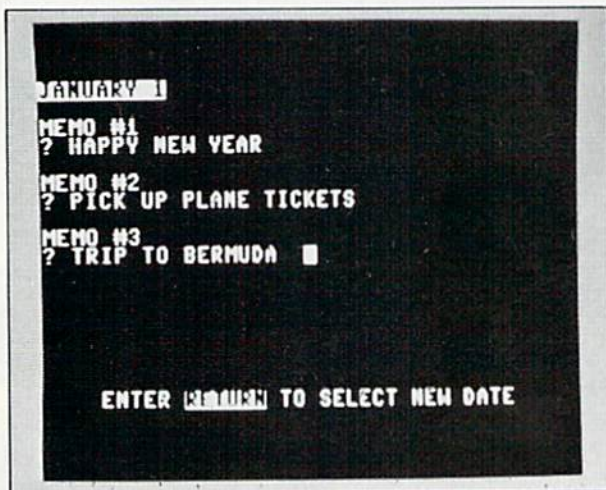 JANUARY 1
MEMO #1
? HAPPY NEW YEAR
MEMO #2
? PICK UP PLANE TICKETS
MEMO #3
? TRIP TO BERMUDA
ENTER RETURN TO SELECT NEW DATE